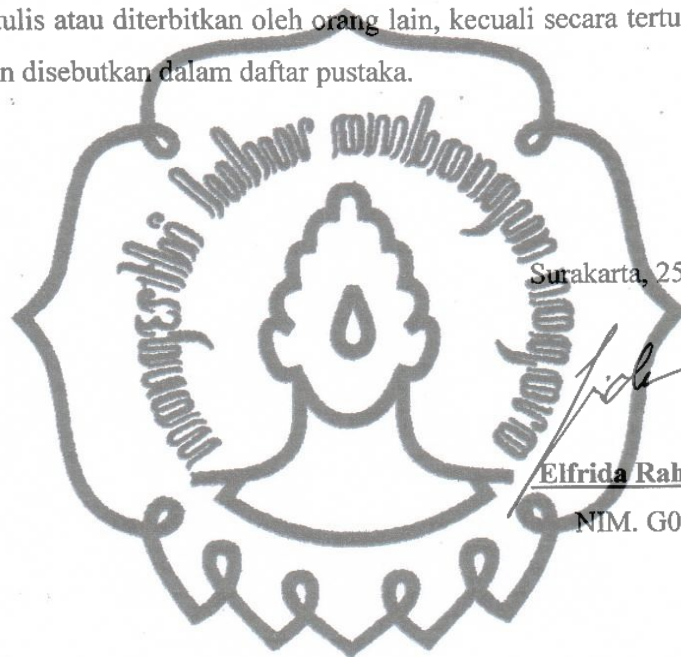 tulis atau diterbitkan oleh orang lain, kecuali secara tertu
n disebutkan dalam daftar pustaka.
Surakarta, 25
Elfrida Rah
NIM. G0